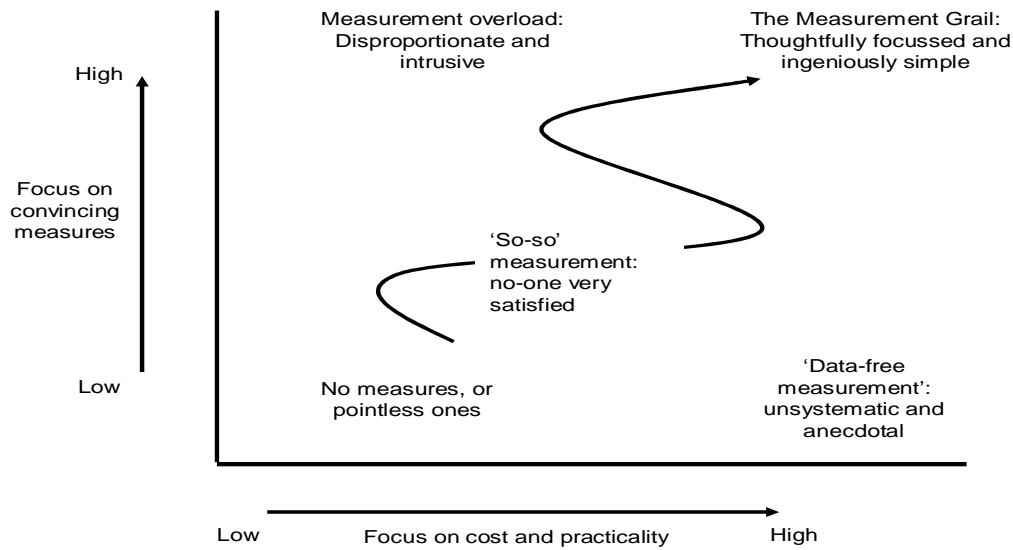 Measurement overload:
Disproportionate and
intrusive
The Measurement Grail:
Thoughtfully focussed and
ingeniously simple
High
Focus on
convincing
measures
‘So-so’
measurement:
no-one very
satisfied
Low
No measures, or
pointless ones
‘Data-free
measurement’:
unsystematic and
anecdotal
Low
Focus on cost and practicality
High